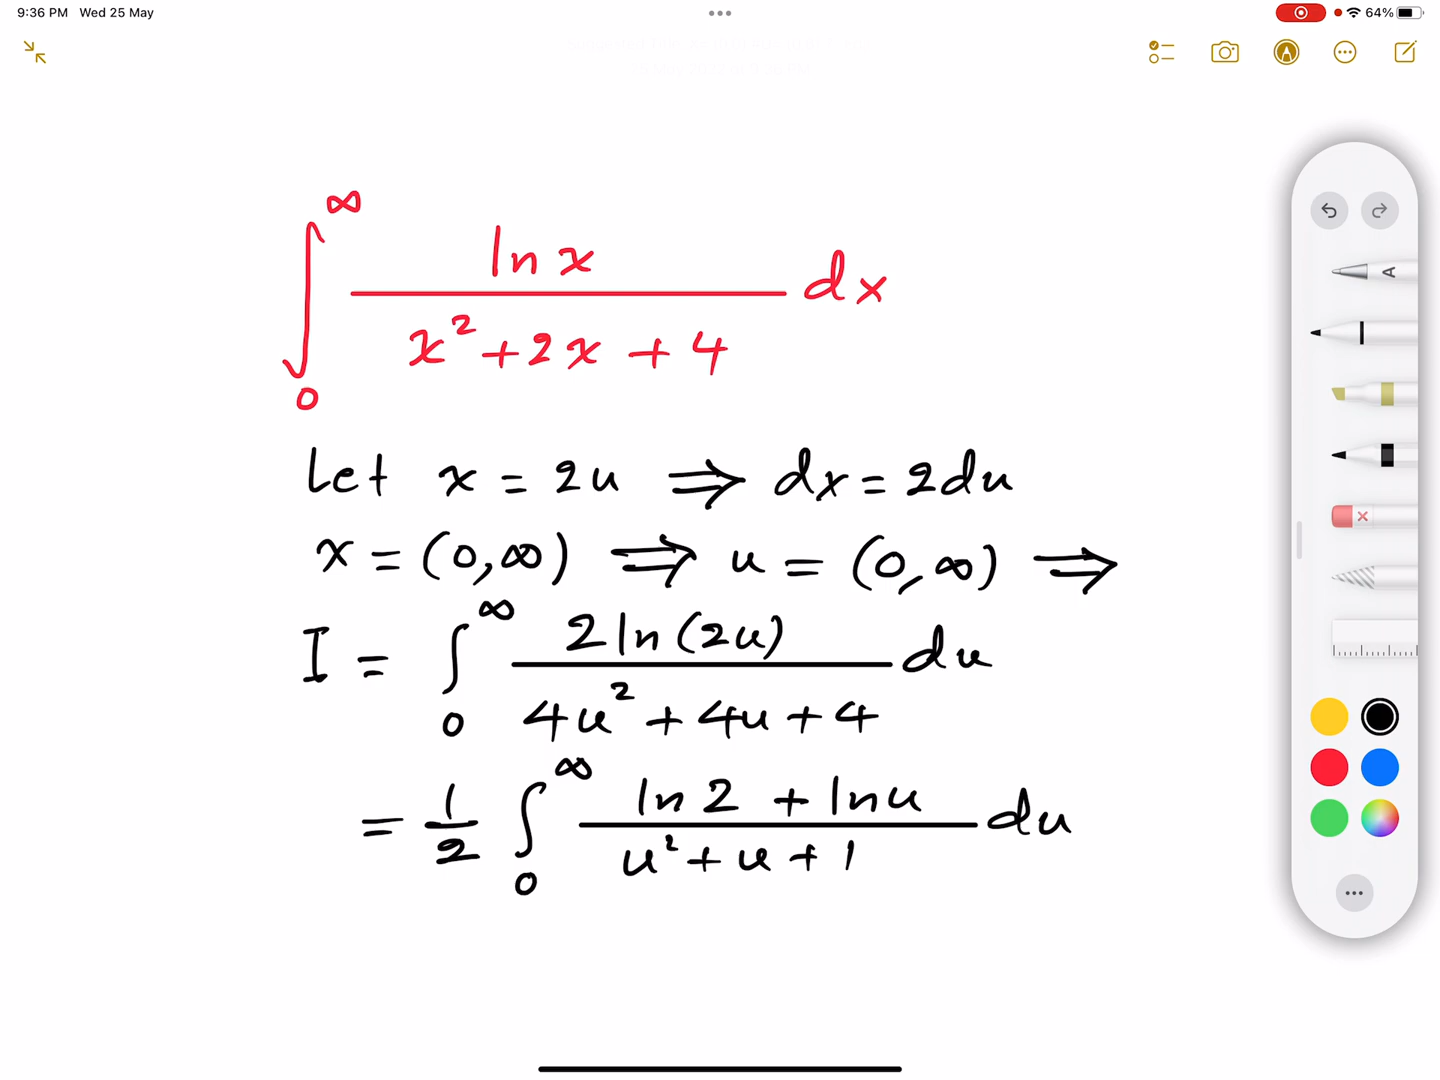 9:36 PM Wed 25 May
64%
∫₀^∞ ln x / (x² + 2x + 4) dx
Let x = 2u ⟹ dx = 2du
x = (0, ∞) ⟹ u = (0, ∞) ⟹
I = ∫₀^∞ 2 ln(2u) / (4u² + 4u + 4) du
= 1/2 ∫₀^∞ (ln 2 + ln u) / (u² + u + 1) du
A